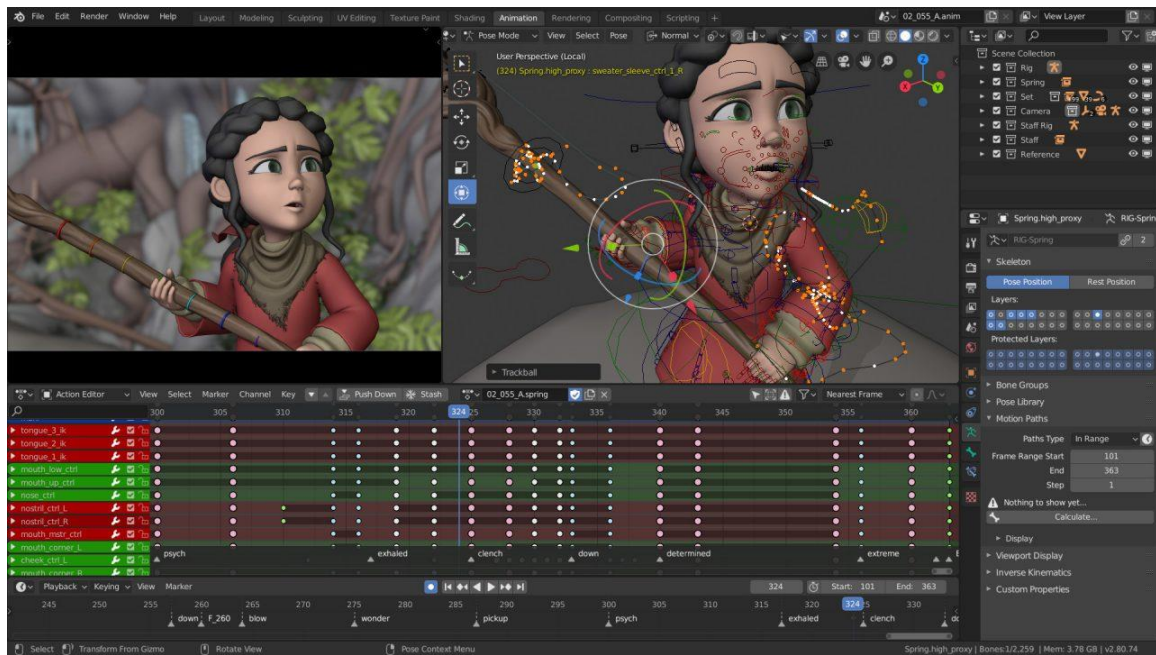 File Edit Render Window Help Layout Modeling Sculpting UV Editing Texture Paint Shading Animation Rendering Compositing Scripting + 02_055_A.anim View Layer
Pose Mode View Select Pose Normal
User Perspective (Local)
(324) Spring.high_proxy : sweater_sleeve_ctrl_1_R
Trackball
Scene Collection
Rig
Spring
Set
Camera
Staff Rig
Staff
Reference
Spring.high_proxy RIG-Sprin
RIG-Spring 2
Skeleton
Pose Position Rest Position
Layers:
Protected Layers:
Bone Groups
Pose Library
Motion Paths
Paths Type In Range
Frame Range Start 101
End 363
Step 1
Nothing to show yet...
Calculate...
Display
Viewport Display
Inverse Kinematics
Custom Properties
Action Editor View Select Marker Channel Key Push Down Stash 02_055_A.spring Nearest Frame
300 305 310 315 320 324 325 330 335 340 345 350 355 360
tongue_3_ik
tongue_2_ik
tongue_1_ik
mouth_low_ctrl
mouth_up_ctrl
nose_ctrl
nostril_ctrl_L
nostril_ctrl_R
mouth_mstr_ctrl
mouth_corner_L
cheek_ctrl_L
mouth_corner_R
psych exhaled clench down determined extreme
Playback Keying View Marker 324 Start: 101 End: 363
245 250 255 260 265 270 275 280 285 290 295 300 305 310 315 320 324 330
down F_260 blow wonder pickup psych exhaled clench
Select Transform From Gizmo Rotate View Pose Context Menu Spring.high_proxy | Bones:1/2,259 | Mem: 3.78 GB | v2.80.74